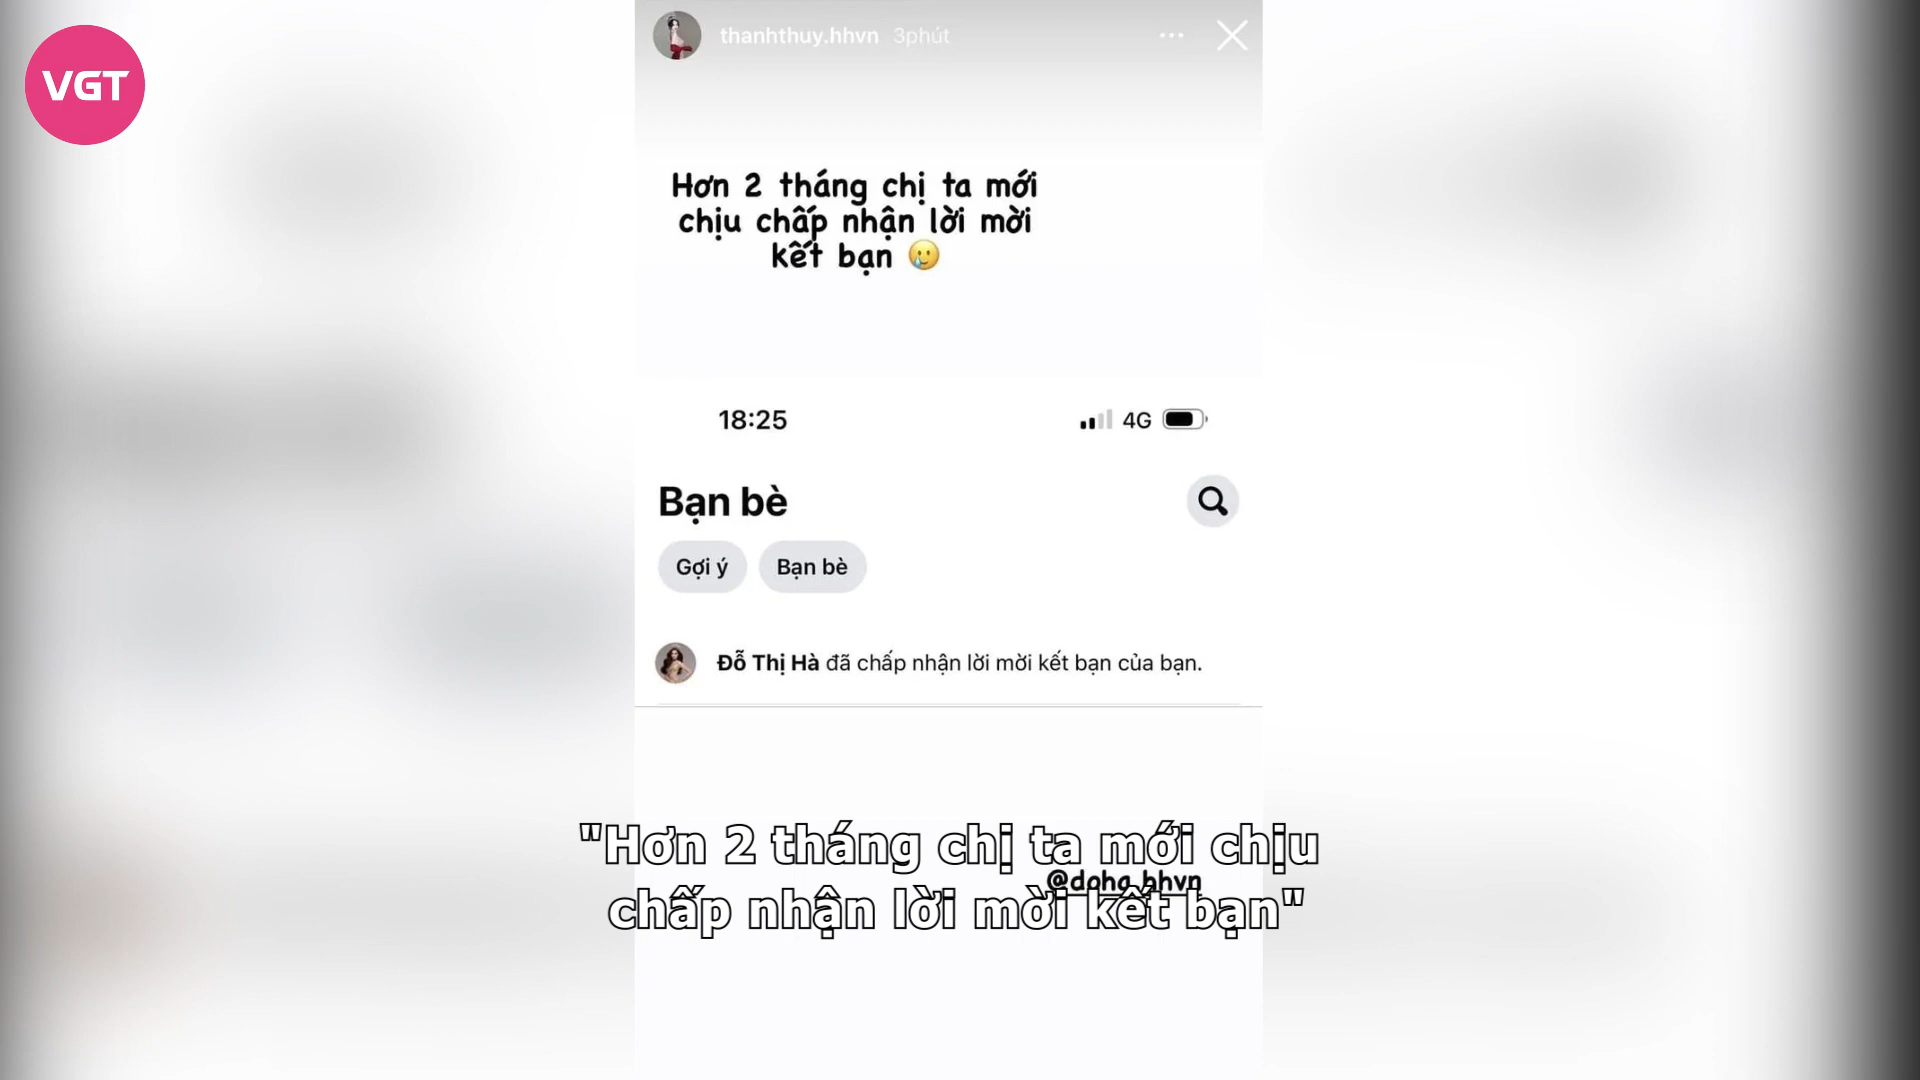 VGT
thanhthuy.hhvn 3phút
Hơn 2 tháng chị ta mới
chịu chấp nhận lời mời
kết bạn 🥲
18:25 4G
Bạn bè
Gợi ý Bạn bè
Đỗ Thị Hà đã chấp nhận lời mời kết bạn của bạn.
"Hơn 2 tháng chị ta mới chịu
@doha.hhvn
chấp nhận lời mời kết bạn"